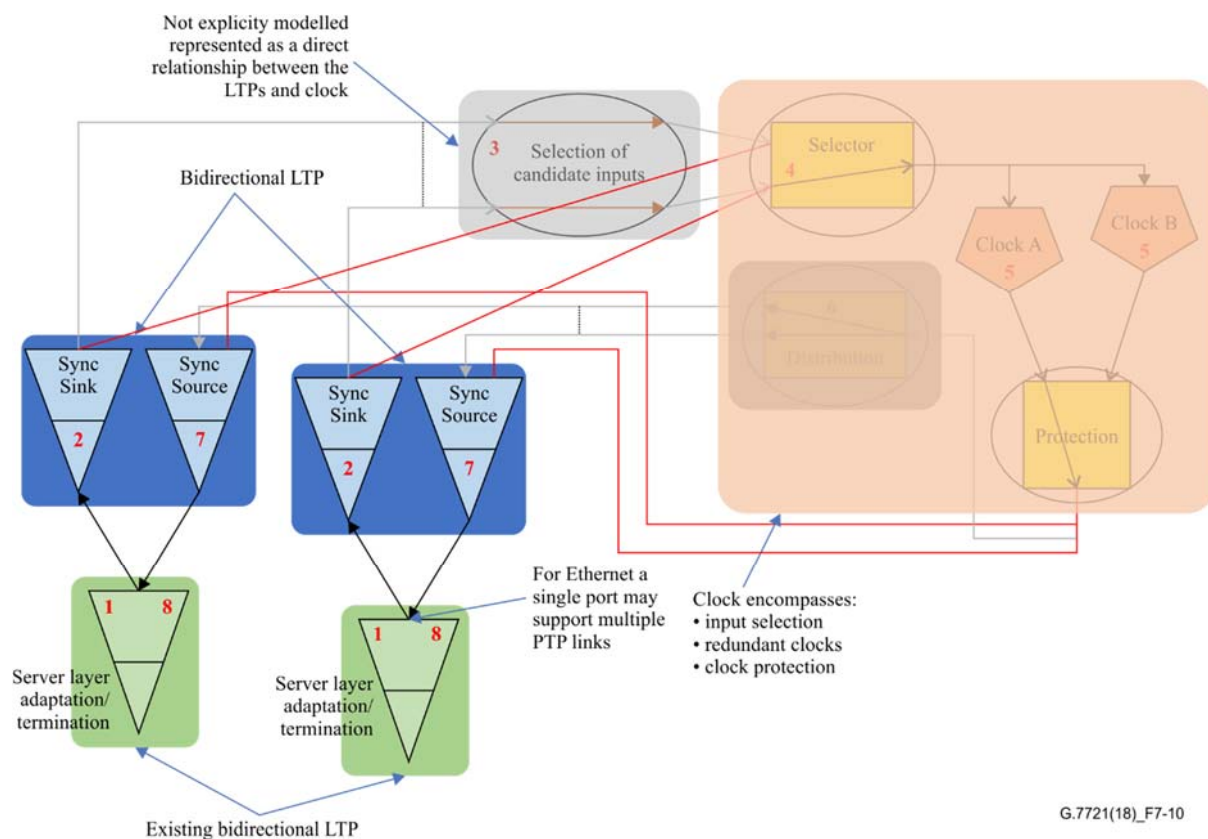 Not explicity modelled
represented as a direct
relationship between the
LTPs and clock
3
Selection of
candidate inputs
Selector
4
Bidirectional LTP
Clock A
5
Clock B
5
6
Distribution
Sync
Sink
2
Sync
Source
7
Sync
Sink
2
Sync
Source
7
Protection
1
8
Server layer
adaptation/
termination
For Ethernet a
single port may
support multiple
PTP links
1
8
Server layer
adaptation/
termination
Clock encompasses:
• input selection
• redundant clocks
• clock protection
Existing bidirectional LTP
G.7721(18)_F7-10